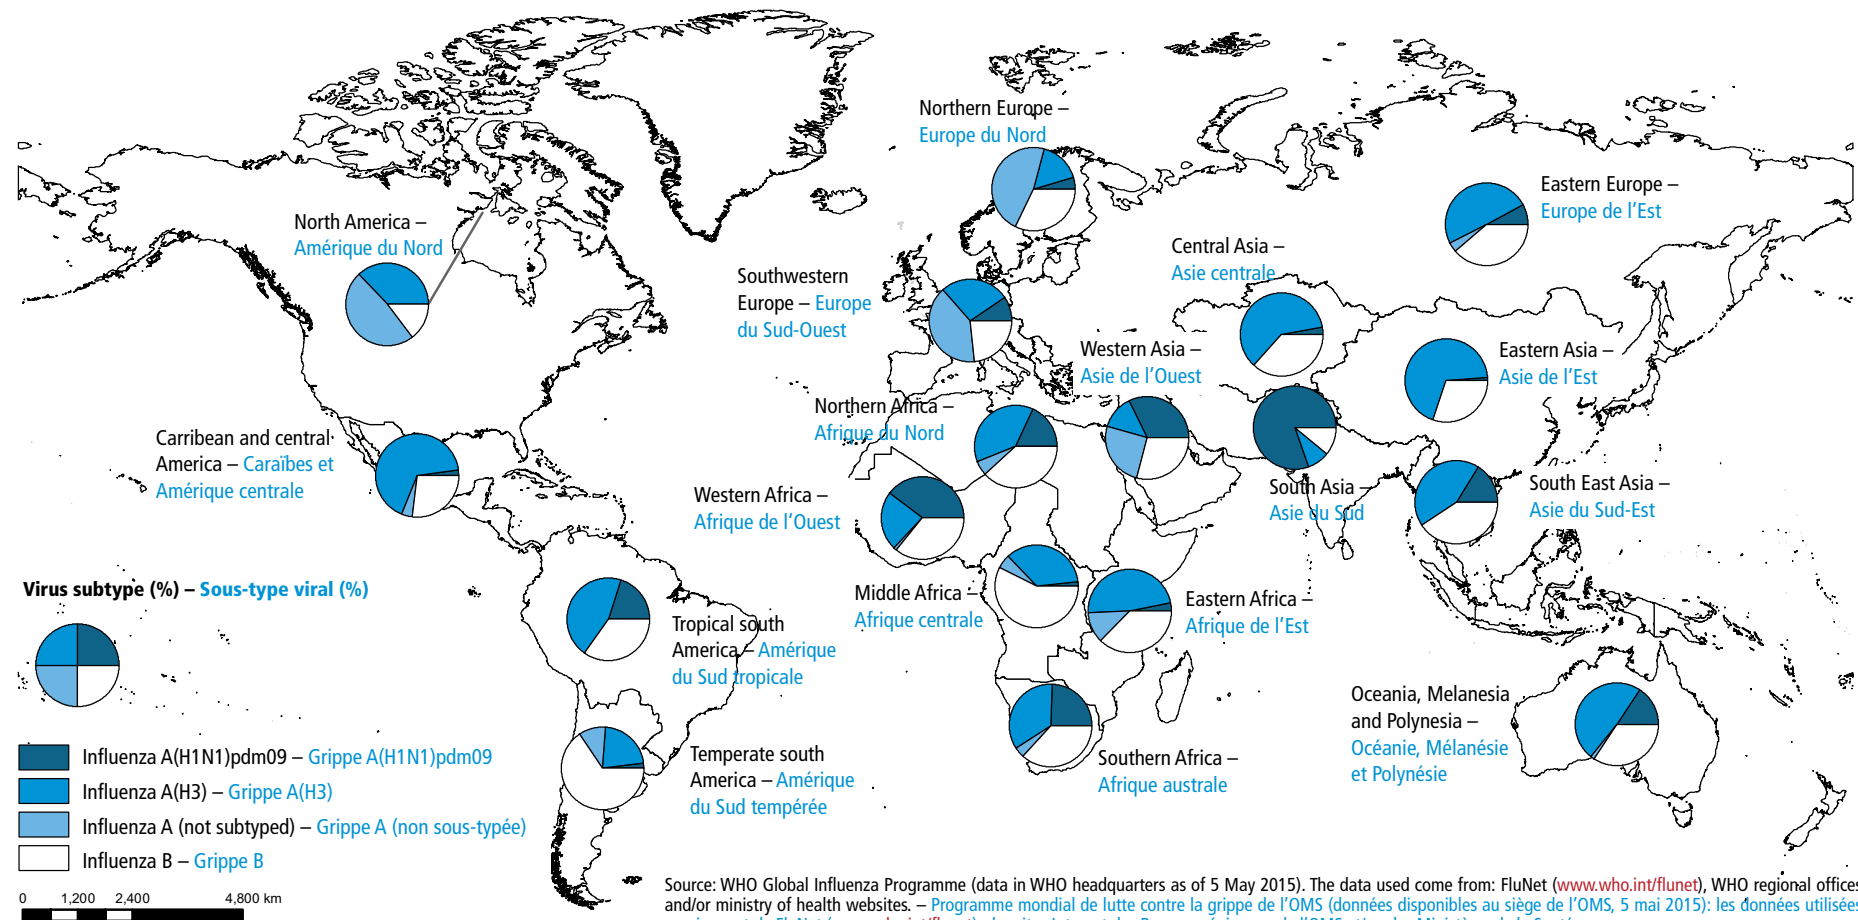 Northern Europe –
Europe du Nord
Eastern Europe –
Europe de l’Est
North America –
Amérique du Nord
Central Asia –
Asie centrale
Southwestern
Europe – Europe
du Sud-Ouest
Western Asia –
Asie de l’Ouest
Eastern Asia –
Asie de l’Est
Northern Africa –
Afrique du Nord
Carribean and central
America – Caraïbes et
Amérique centrale
Western Africa –
Afrique de l’Ouest
South Asia –
Asie du Sud
South East Asia –
Asie du Sud-Est
Virus subtype (%) – Sous-type viral (%)
Middle Africa –
Afrique centrale
Eastern Africa –
Afrique de l’Est
Tropical south
America – Amérique
du Sud tropicale
Oceania, Melanesia
and Polynesia –
Océanie, Mélanésie
et Polynésie
Temperate south
America – Amérique
du Sud tempérée
Southern Africa –
Afrique australe
Influenza A(H1N1)pdm09 – Grippe A(H1N1)pdm09
Influenza A(H3) – Grippe A(H3)
Influenza A (not subtyped) – Grippe A (non sous-typée)
Influenza B – Grippe B
0 1,200 2,400 4,800 km
Source: WHO Global Influenza Programme (data in WHO headquarters as of 5 May 2015). The data used come from: FluNet (www.who.int/flunet), WHO regional offices
and/or ministry of health websites. – Programme mondial de lutte contre la grippe de l’OMS (données disponibles au siège de l’OMS, 5 mai 2015): les données utilisées